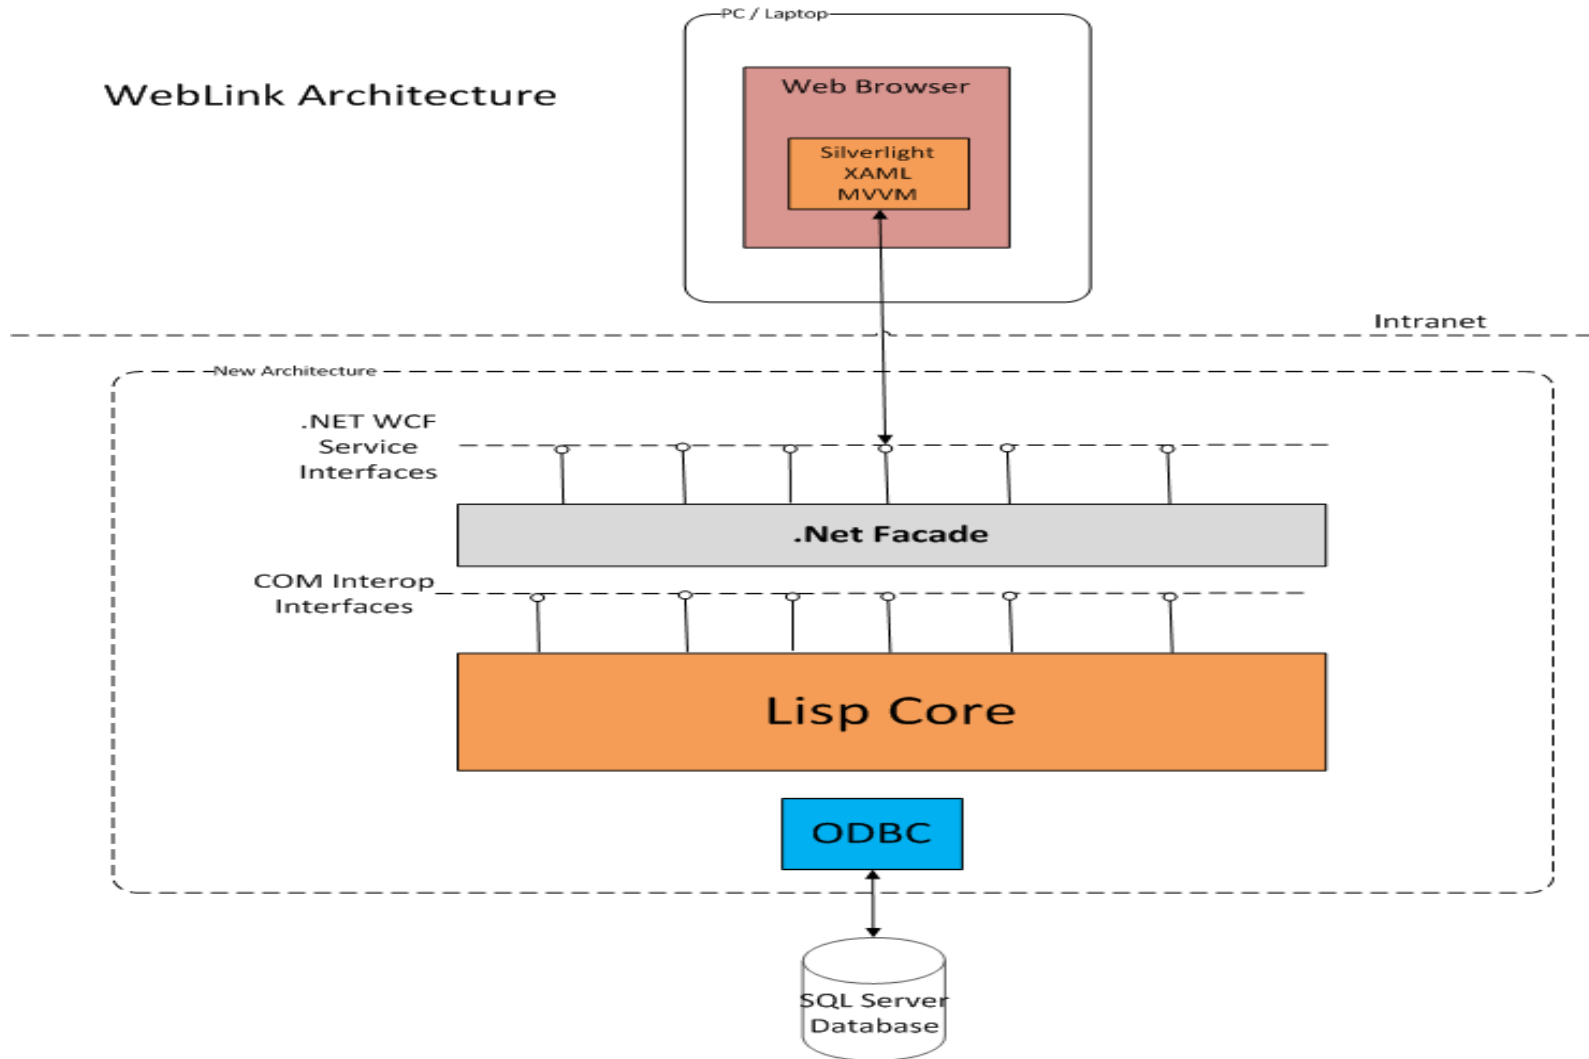 PC / Laptop
WebLink Architecture
Web Browser
Silverlight
XAML
MVVM
Intranet
New Architecture
.NET WCF
Service
Interfaces
.Net Facade
COM Interop
Interfaces
Lisp Core
ODBC
SQL Server
Database